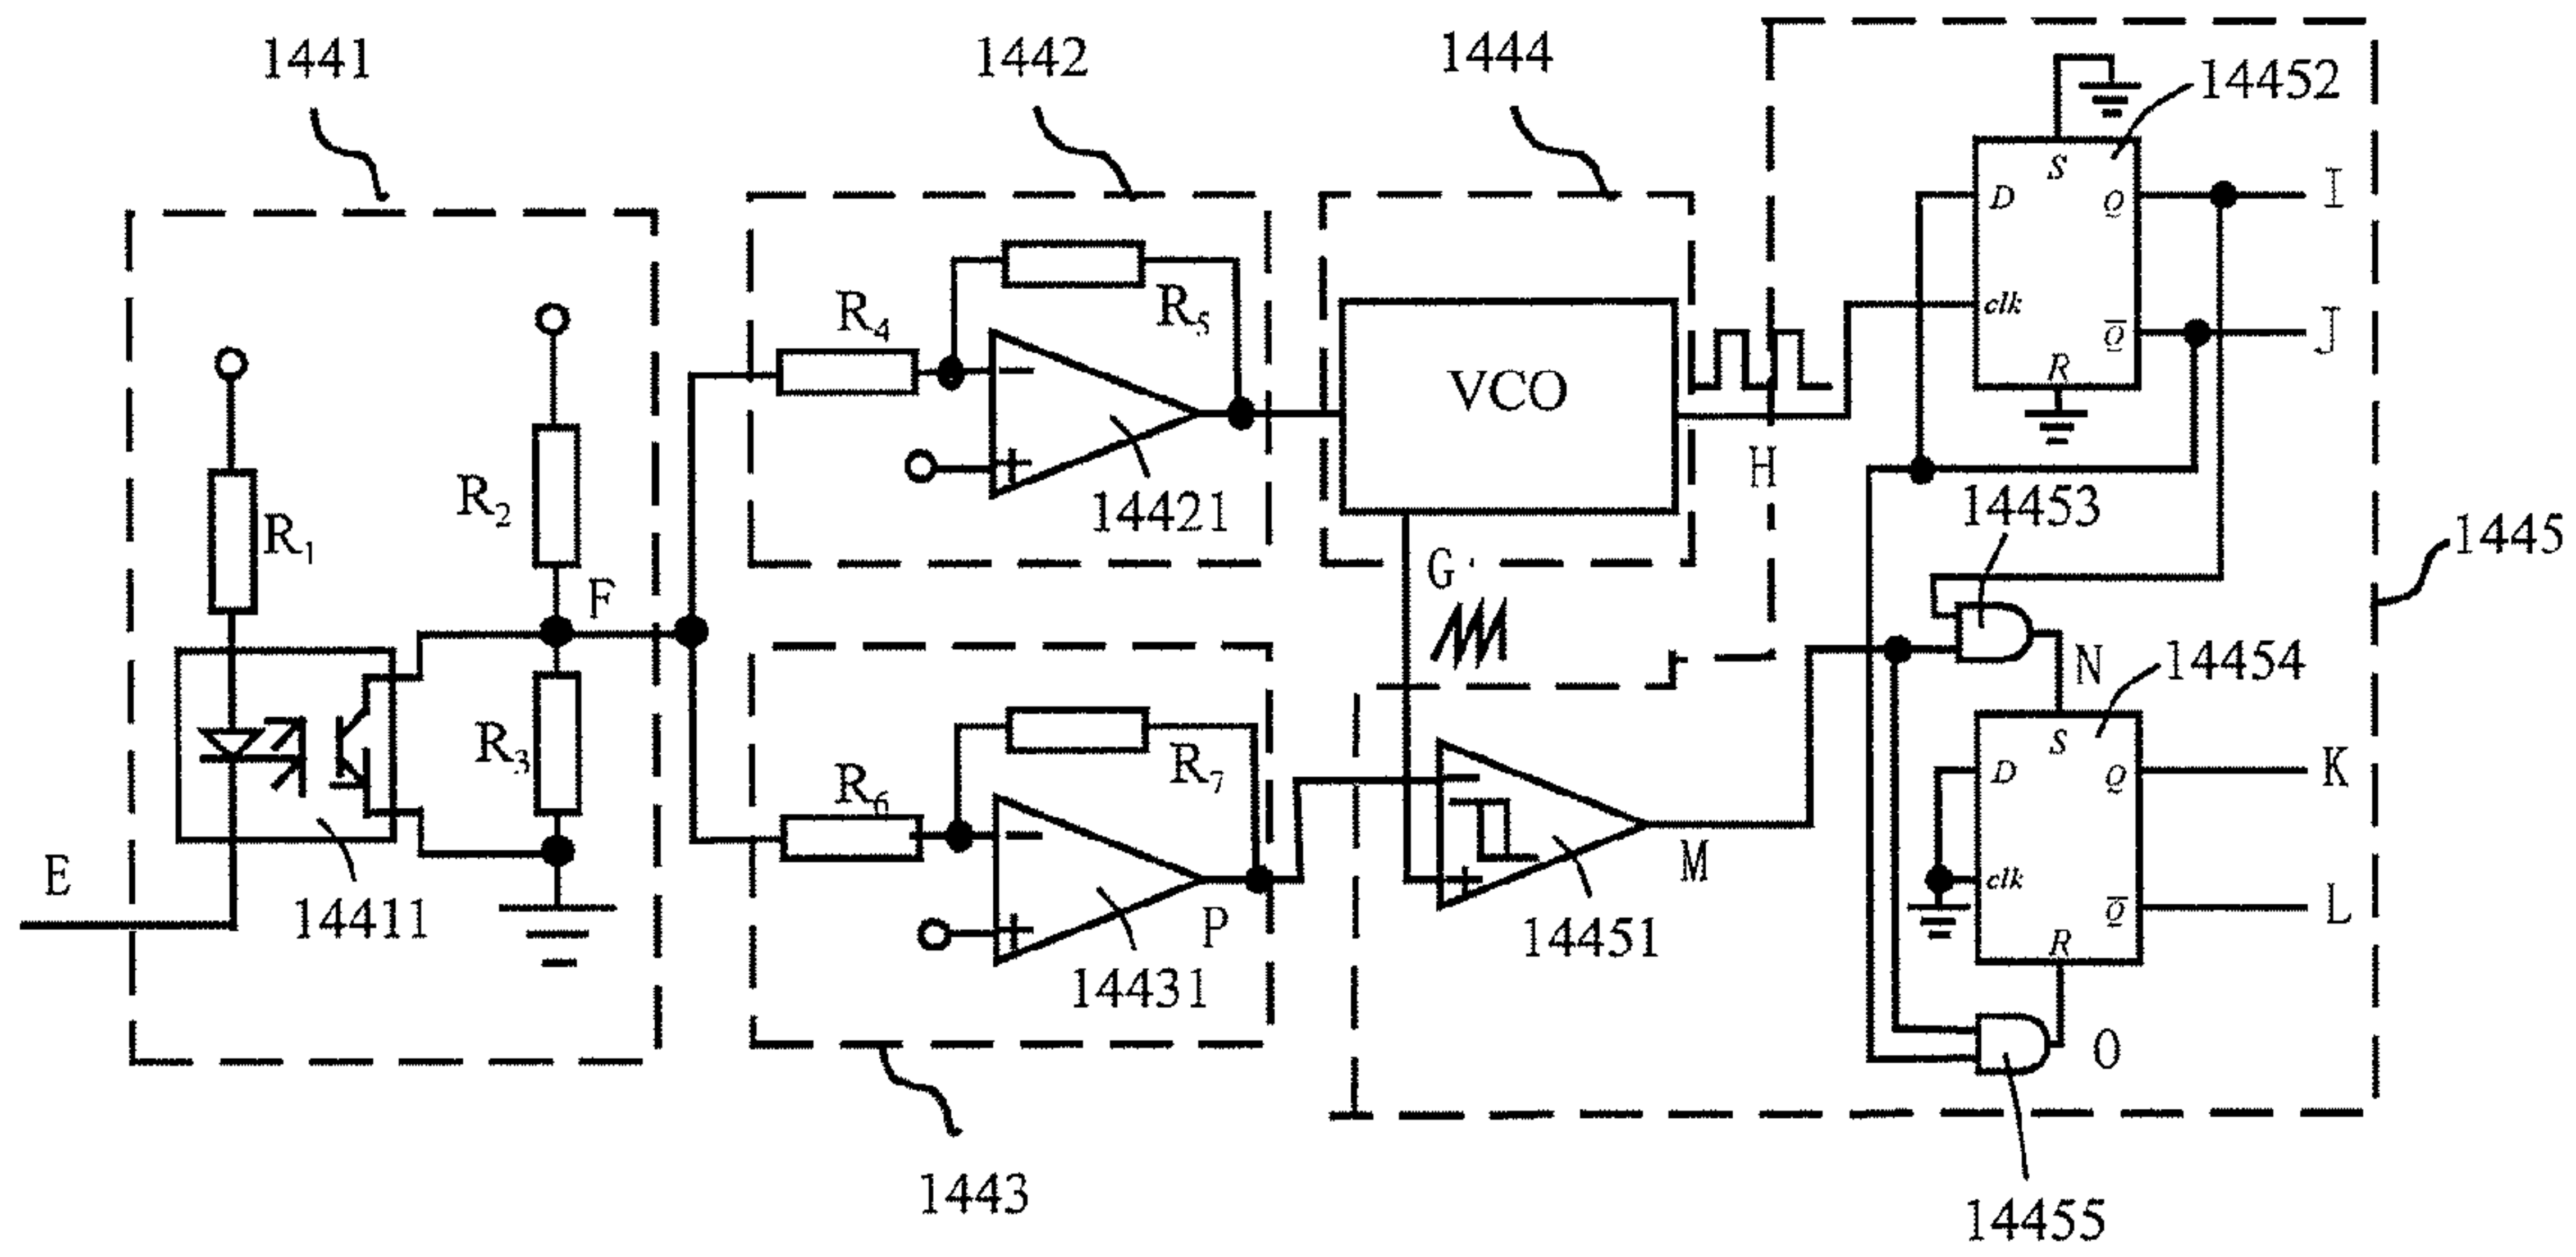 1441
1442
1444
14452
S
D
Q
I
clk
Q̅
J
R
R₄
R₅
VCO
14421
H
R₁
R₂
F
G
14453
1445
N
14454
R₃
R₆
R₇
S
D
Q
K
clk
Q̅
L
R
E
14411
P
14431
M
14451
O
1443
14455